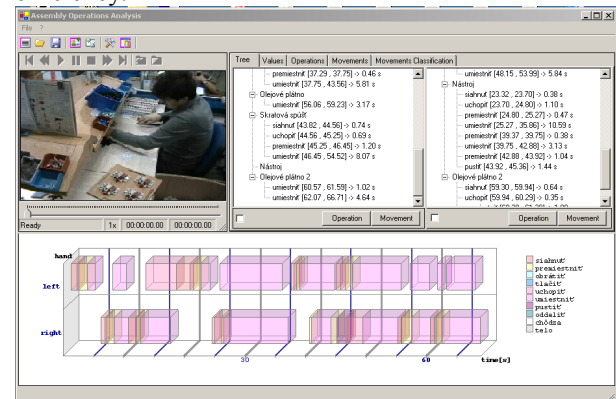 Assembly Operations Analysis
File ?
Tree Values Operations Movements Movements Classification
premiestniť [37.29 , 37.75] -> 0.46 s
umiestniť [37.75 , 43.56] -> 5.81 s
Olejové plátno
umiestniť [56.06 , 59.23] -> 3.17 s
Skratová spúšť
siahnuť [43.82 , 44.56] -> 0.74 s
uchopiť [44.56 , 45.25] -> 0.69 s
premiestniť [45.25 , 46.45] -> 1.20 s
umiestniť [46.45 , 54.52] -> 8.07 s
Nástroj
Olejové plátno 2
umiestniť [60.57 , 61.59] -> 1.02 s
umiestniť [62.07 , 66.71] -> 4.64 s
Operation Movement
umiestniť [48.15 , 53.99] -> 5.84 s
Nástroj
siahnuť [23.32 , 23.70] -> 0.38 s
uchopiť [23.70 , 24.80] -> 1.10 s
premiestniť [24.80 , 25.27] -> 0.47 s
umiestniť [25.27 , 35.86] -> 10.59 s
premiestniť [39.37 , 39.75] -> 0.38 s
umiestniť [39.75 , 42.88] -> 3.13 s
premiestniť [42.88 , 43.92] -> 1.04 s
pustiť [43.92 , 45.36] -> 1.44 s
Olejové plátno 2
siahnuť [59.30 , 59.94] -> 0.64 s
uchopiť [59.94 , 60.29] -> 0.35 s
Operation Movement
Ready 1x 00:00:00.00 00:00:00.00
hand
left
right
30
60
time[s]
siahnuť
premiestniť
obrátiť
tlačiť
uchopiť
umiestniť
pustiť
oddeliť
chôdza
telo